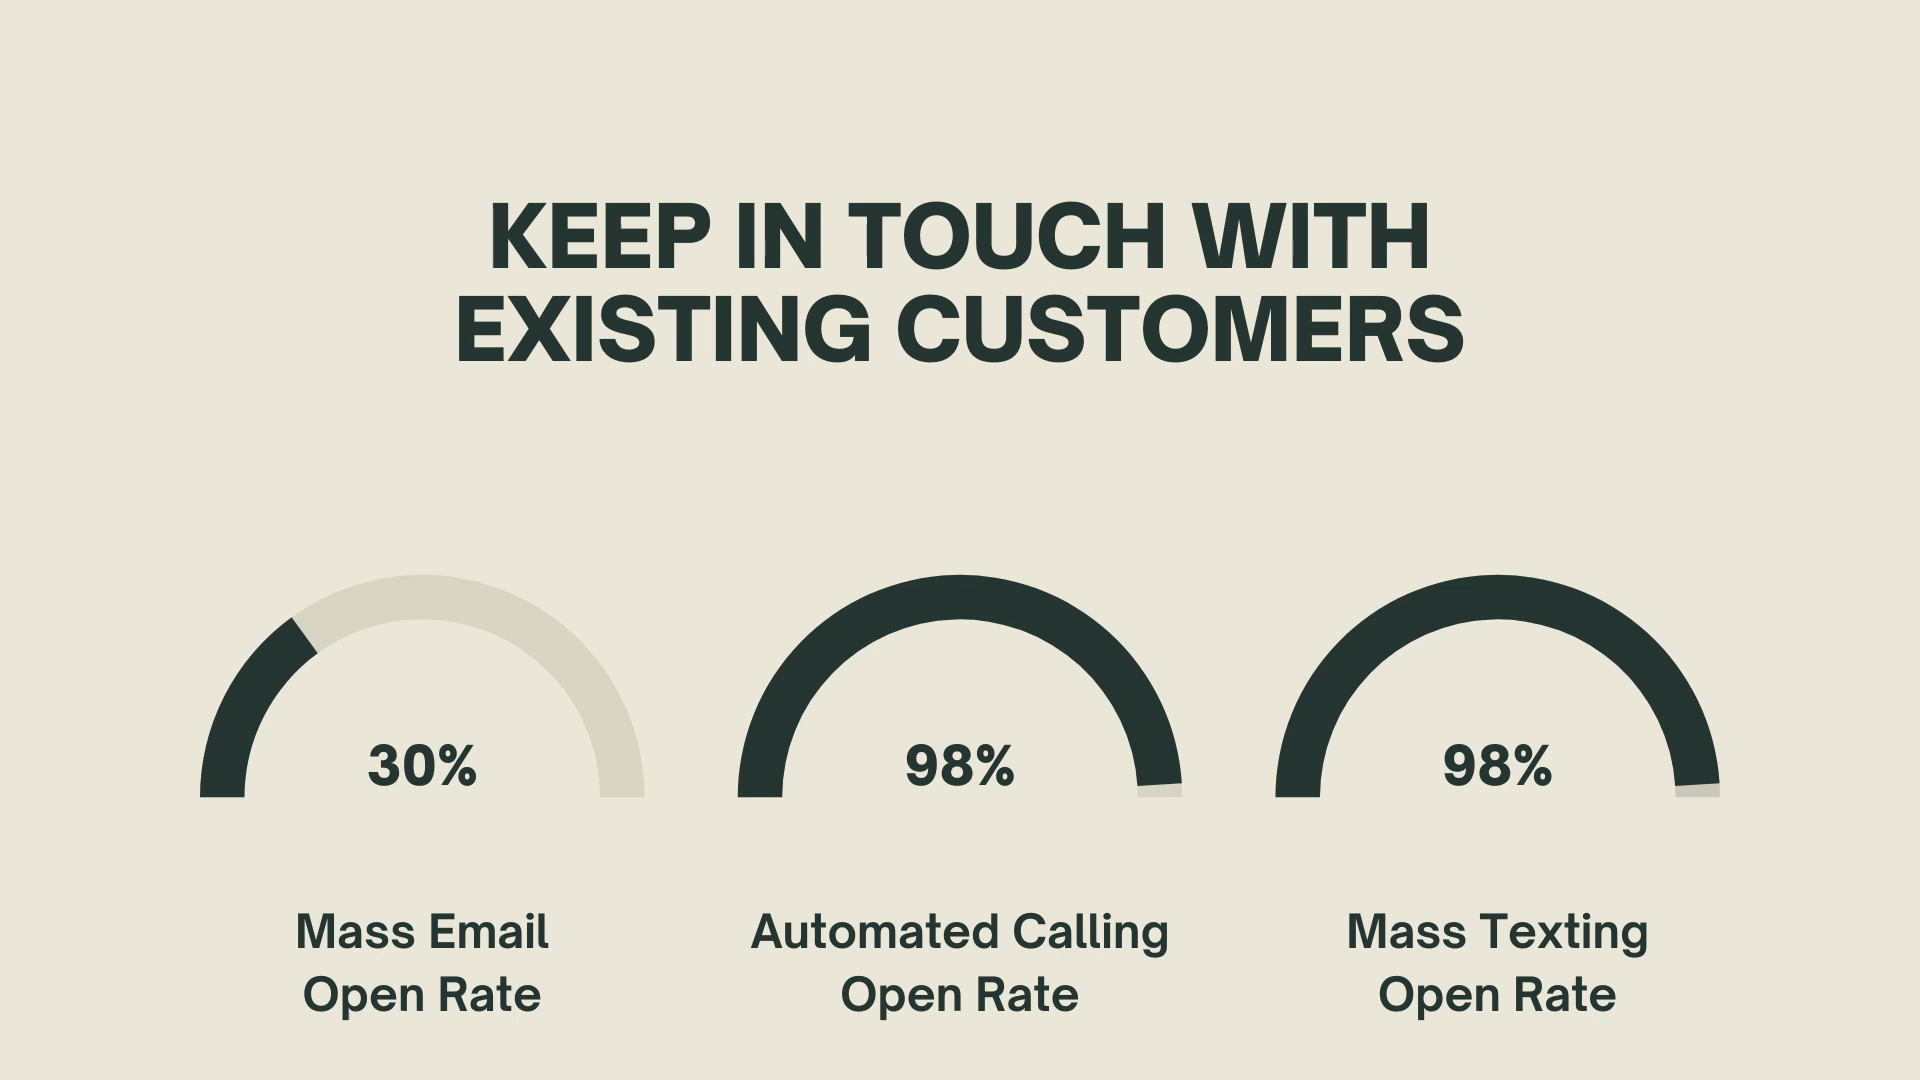 KEEP IN TOUCH WITH
EXISTING CUSTOMERS
30%
98%
98%
Mass Email
Open Rate
Automated Calling
Open Rate
Mass Texting
Open Rate